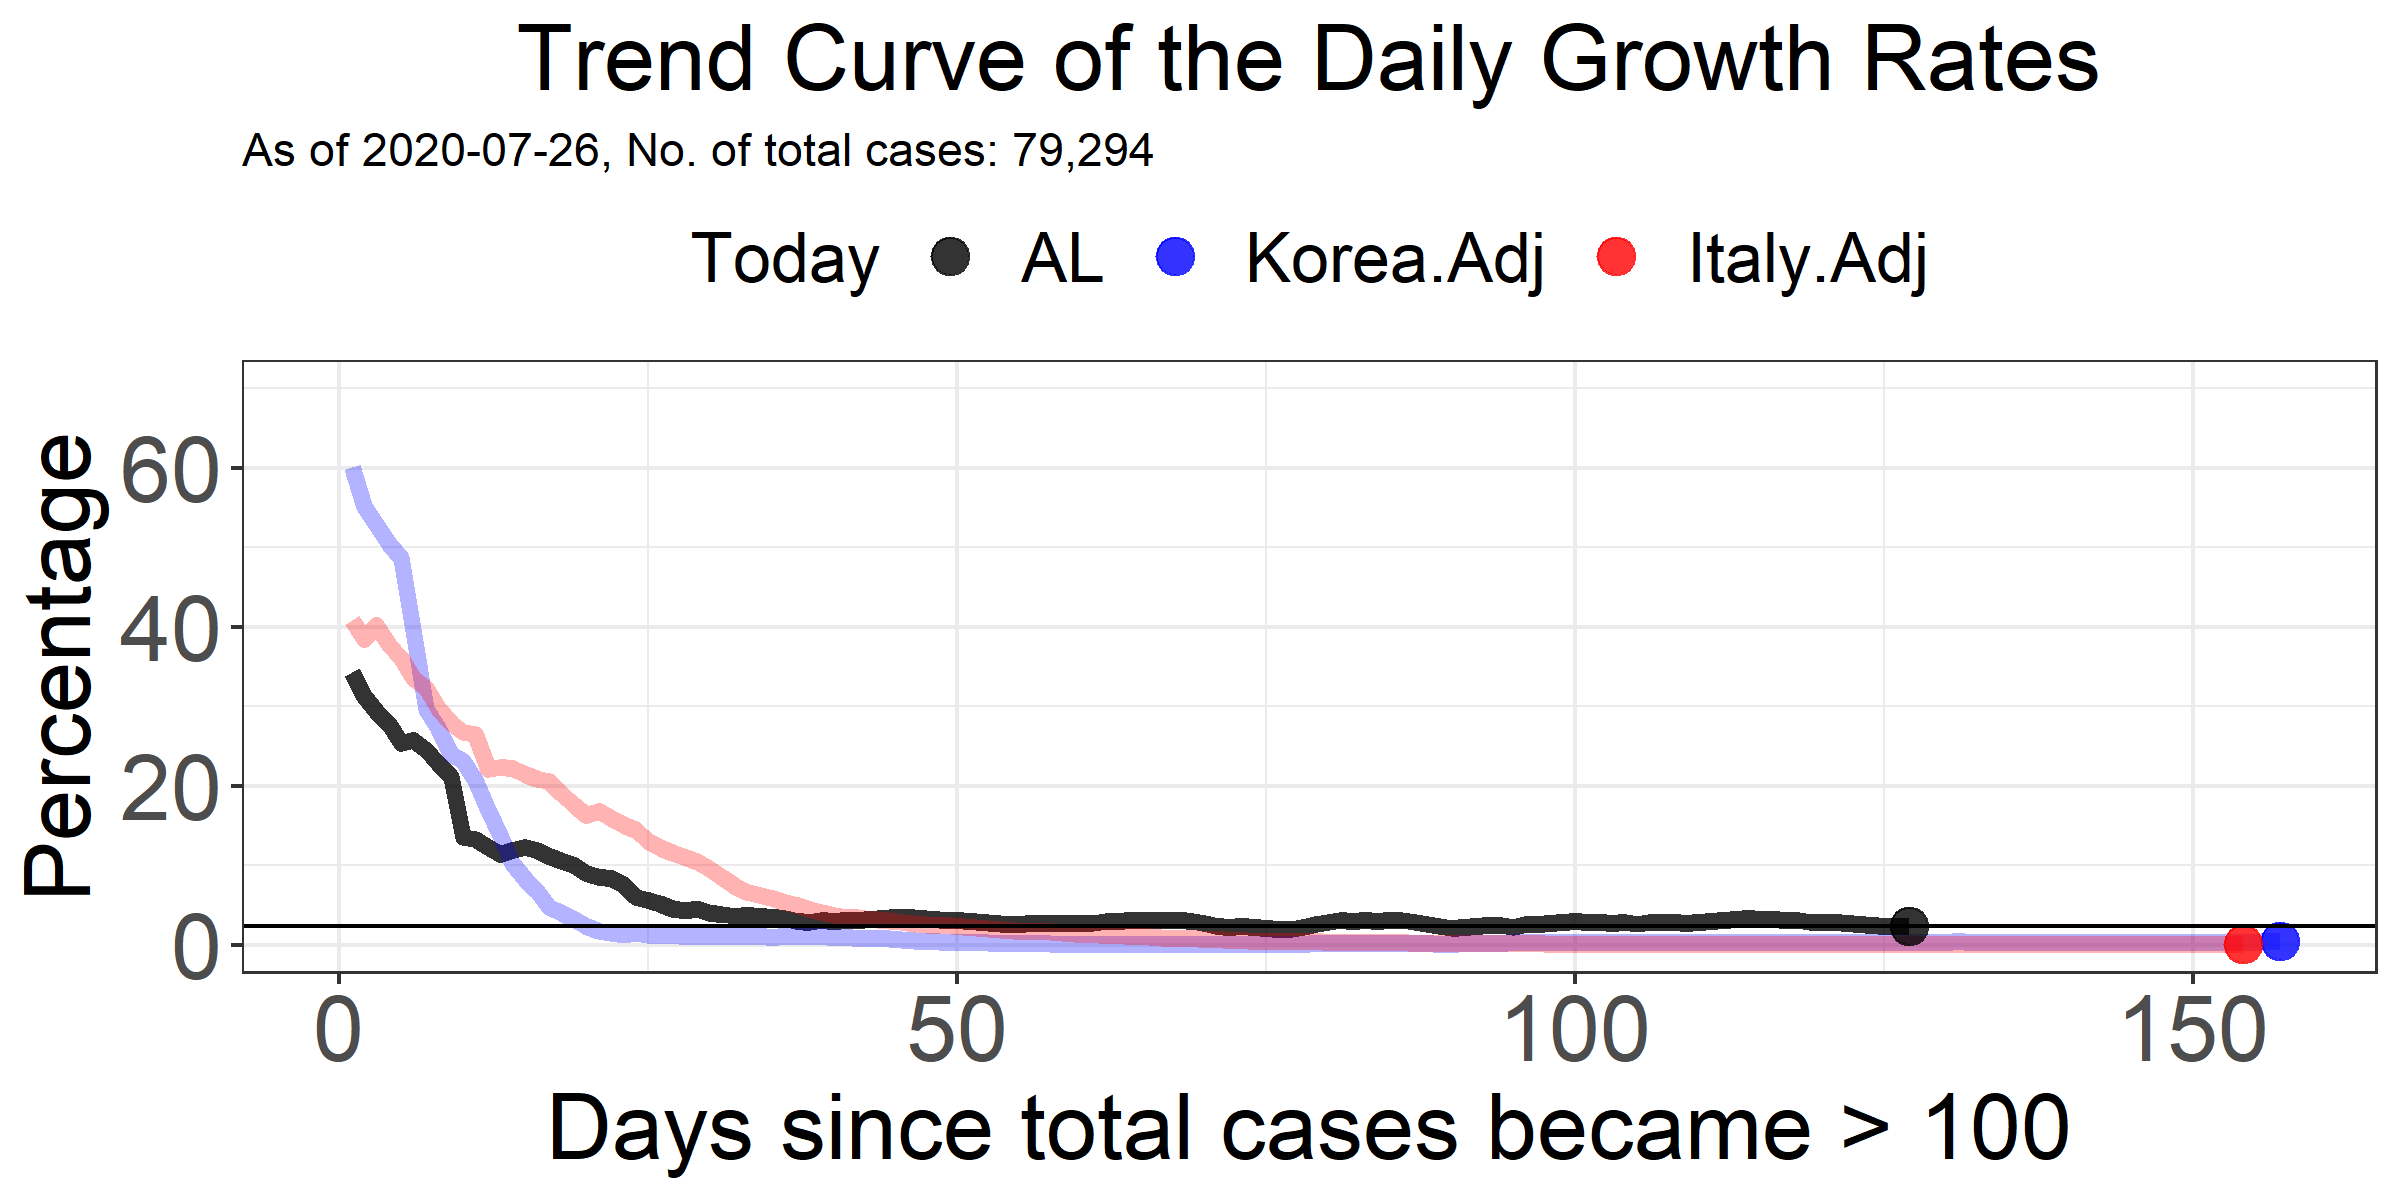 Trend Curve of the Daily Growth Rates
As of 2020-07-26, No. of total cases: 79,294
Today AL Korea.Adj Italy.Adj
Percentage
60
40
20
0
0 50 100 150
Days since total cases became > 100